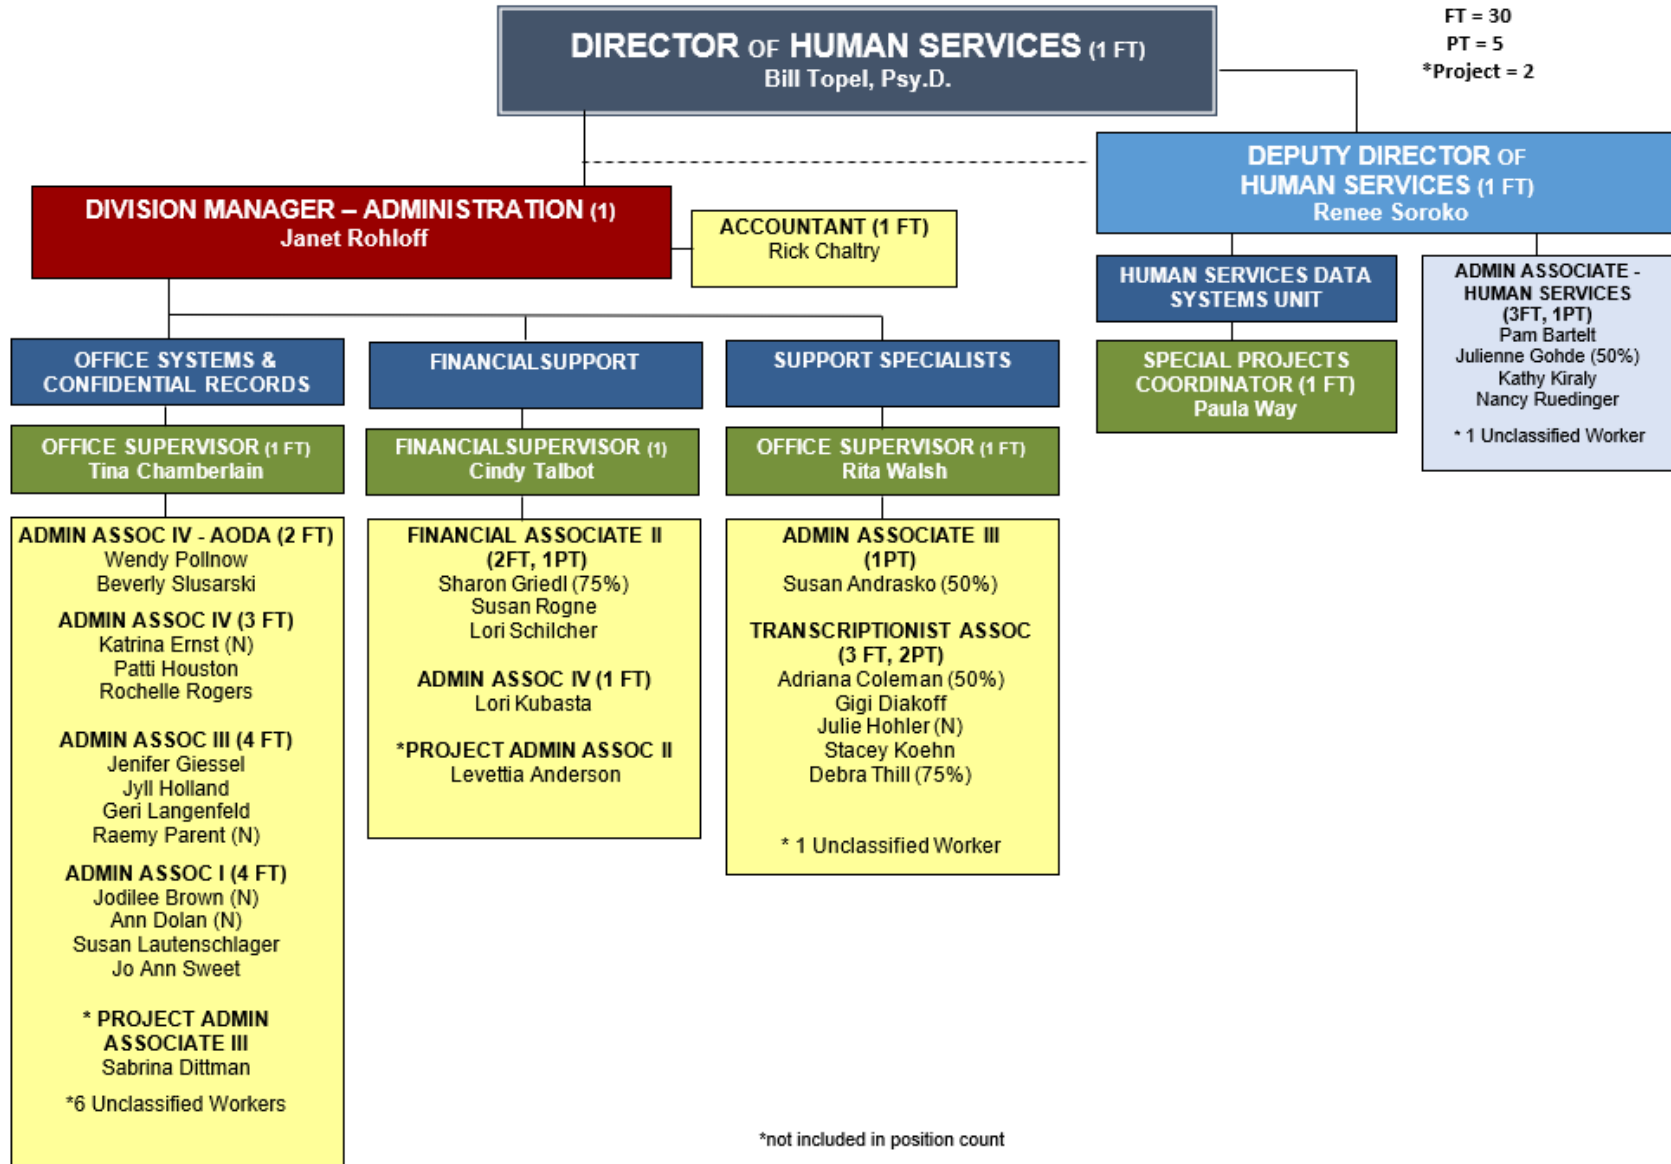 DIRECTOR OF HUMAN SERVICES (1 FT)
Bill Topel, Psy.D.
FT = 30
PT = 5
*Project = 2
DEPUTY DIRECTOR OF
HUMAN SERVICES (1 FT)
Renee Soroko
DIVISION MANAGER – ADMINISTRATION (1)
Janet Rohloff
ACCOUNTANT (1 FT)
Rick Chaltry
HUMAN SERVICES DATA
SYSTEMS UNIT
SPECIAL PROJECTS
COORDINATOR (1 FT)
Paula Way
ADMIN ASSOCIATE -
HUMAN SERVICES
(3FT, 1PT)
Pam Bartelt
Julienne Gohde (50%)
Kathy Kiraly
Nancy Ruedinger
* 1 Unclassified Worker
OFFICE SYSTEMS &
CONFIDENTIAL RECORDS
OFFICE SUPERVISOR (1 FT)
Tina Chamberlain
ADMIN ASSOC IV - AODA (2 FT)
Wendy Pollnow
Beverly Slusarski
ADMIN ASSOC IV (3 FT)
Katrina Ernst (N)
Patti Houston
Rochelle Rogers
ADMIN ASSOC III (4 FT)
Jenifer Giessel
Jyll Holland
Geri Langenfeld
Raemy Parent (N)
ADMIN ASSOC I (4 FT)
Jodilee Brown (N)
Ann Dolan (N)
Susan Lautenschlager
Jo Ann Sweet
* PROJECT ADMIN
ASSOCIATE III
Sabrina Dittman
*6 Unclassified Workers
FINANCIALSUPPORT
FINANCIALSUPERVISOR (1)
Cindy Talbot
FINANCIAL ASSOCIATE II
(2FT, 1PT)
Sharon Griedl (75%)
Susan Rogne
Lori Schilcher
ADMIN ASSOC IV (1 FT)
Lori Kubasta
*PROJECT ADMIN ASSOC II
Levettia Anderson
SUPPORT SPECIALISTS
OFFICE SUPERVISOR (1 FT)
Rita Walsh
ADMIN ASSOCIATE III
(1PT)
Susan Andrasko (50%)
TRANSCRIPTIONIST ASSOC
(3 FT, 2PT)
Adriana Coleman (50%)
Gigi Diakoff
Julie Hohler (N)
Stacey Koehn
Debra Thill (75%)
* 1 Unclassified Worker
*not included in position count